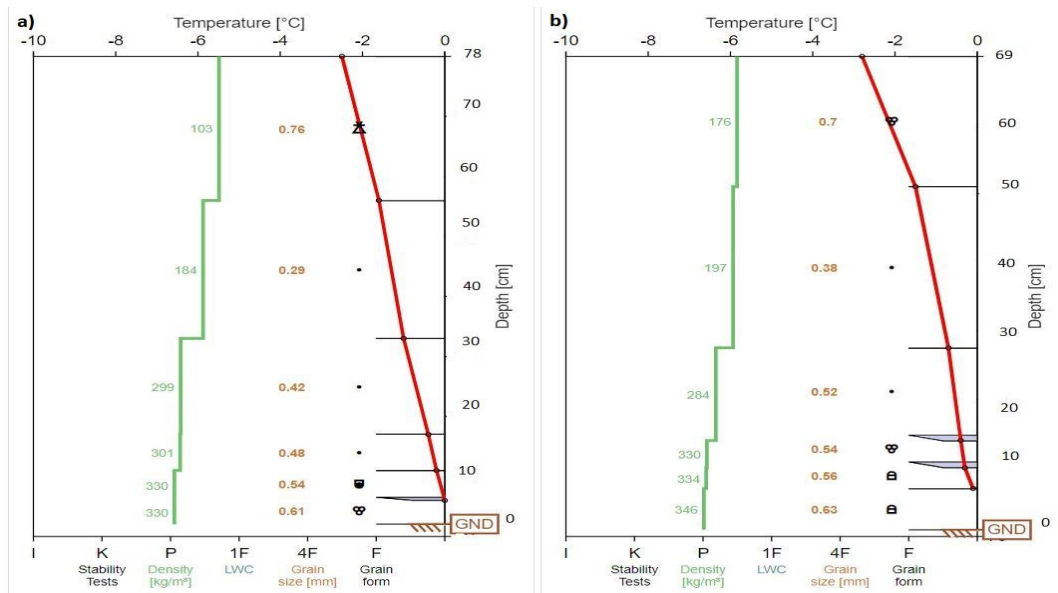 a)
Temperature [°C]
-10 -8 -6 -4 -2 0
78
70
103 0.76
60
50
184 0.29
40
Depth [cm]
30
299 0.42
20
301 0.48
10
330 0.54
330 0.61
0
GND
I K P 1F 4F F
Stability Tests
Density [kg/m³]
LWC
Grain size [mm]
Grain form
b)
Temperature [°C]
-10 -8 -6 -4 -2 0
69
176 0.7
60
50
197 0.38
40
Depth [cm]
30
284 0.52
20
330 0.54
10
334 0.56
346 0.63
0
GND
I K P 1F 4F F
Stability Tests
Density [kg/m³]
LWC
Grain size [mm]
Grain form